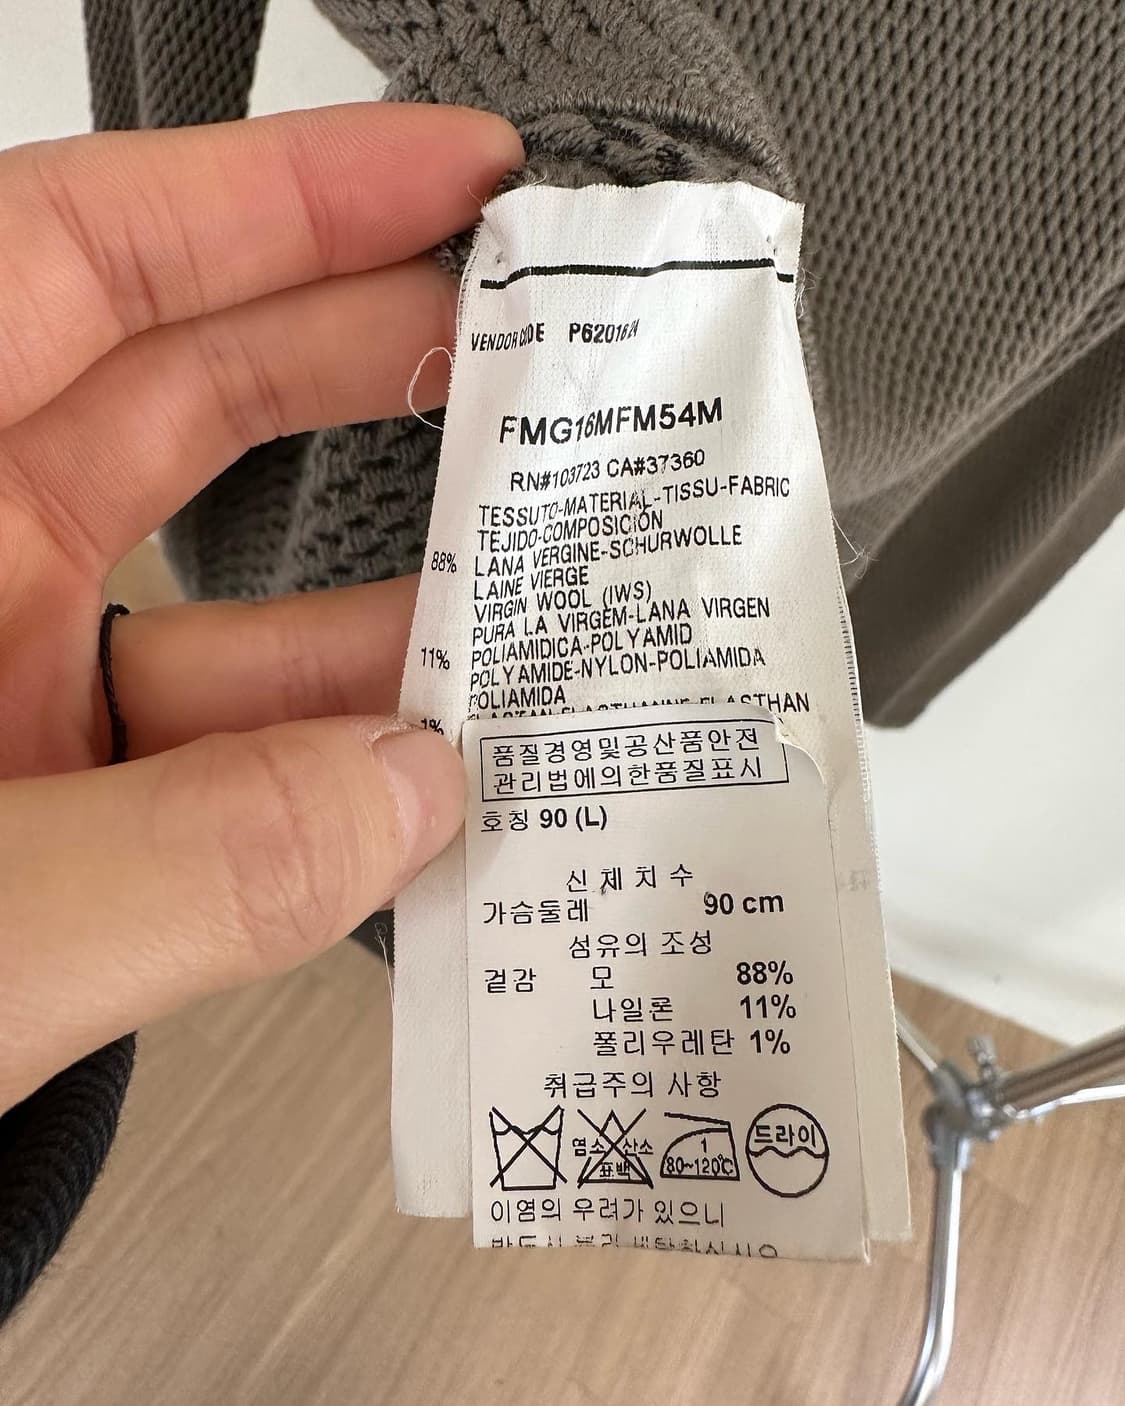 VENDOR CODE P6201624
FMG16MFM54M
RN#103723 CA#37360
TESSUTO-MATERIAL-TISSU-FABRIC
TEJIDO-COMPOSICIÓN
88% LANA VERGINE-SCHURWOLLE
LAINE VIERGE
VIRGIN WOOL (IWS)
PURA LA VIRGEM-LANA VIRGEN
11% POLIAMIDICA-POLYAMID
POLYAMIDE-NYLON-POLIAMIDA
POLIAMIDA
1% ELASTAN-ELASTHANNE-ELASTHAN
품질경영및공산품안전
관리법에의한품질표시
호칭 90 (L)
신체치수
가슴둘레 90 cm
섬유의 조성
겉감 모 88%
나일론 11%
폴리우레탄 1%
취급주의 사항
염소 산소
표백
1
80~120℃
드라이
이염의 우려가 있으니